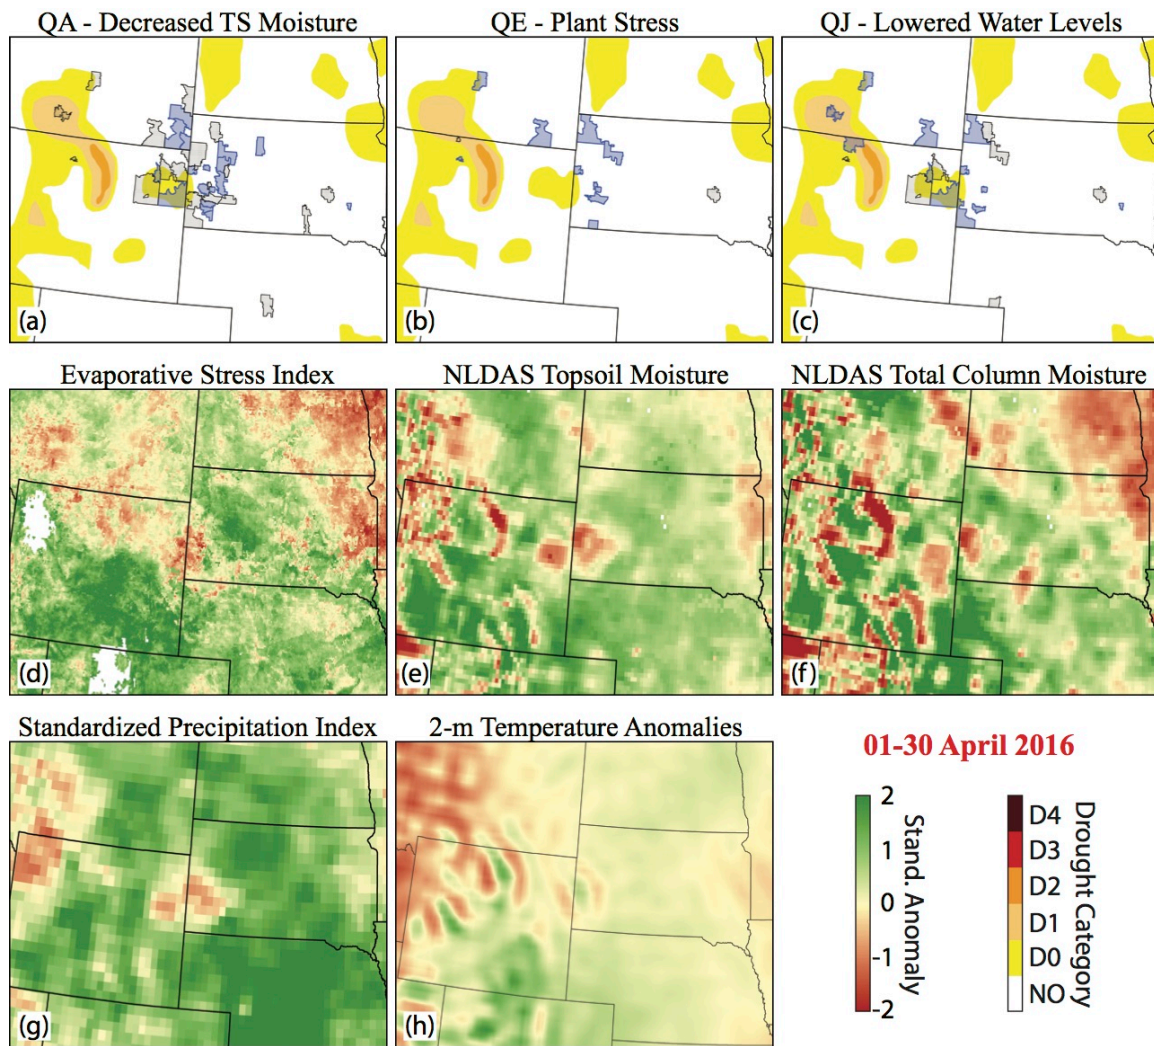 QA - Decreased TS Moisture
QE - Plant Stress
QJ - Lowered Water Levels
(a)
(b)
(c)
Evaporative Stress Index
NLDAS Topsoil Moisture
NLDAS Total Column Moisture
(d)
(e)
(f)
Standardized Precipitation Index
2-m Temperature Anomalies
(g)
(h)
01-30 April 2016
2
1
0
-1
-2
Stand. Anomaly
D4
D3
D2
D1
D0
NO
Drought Category